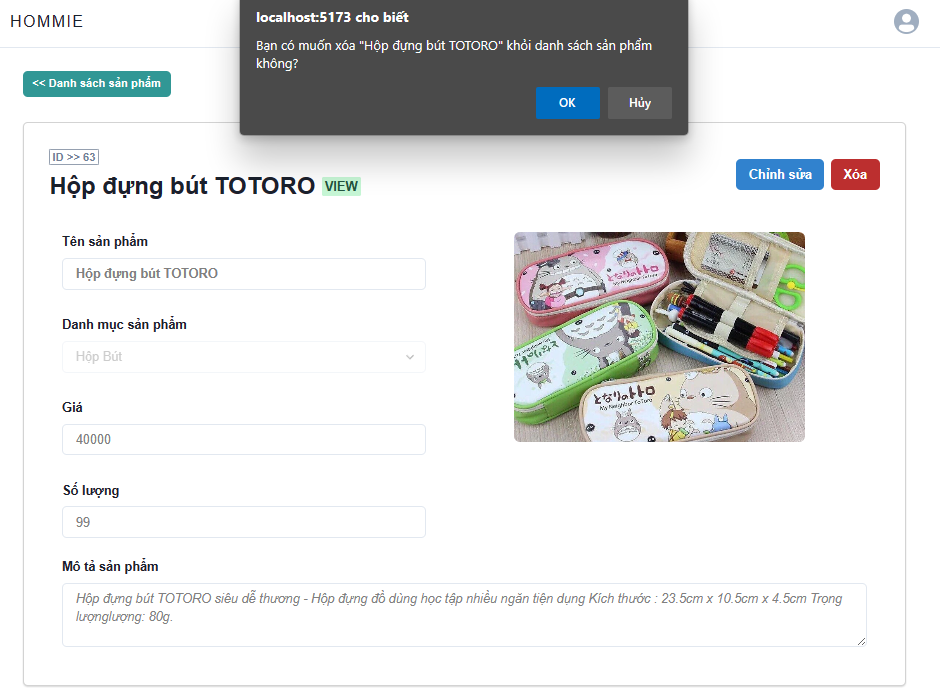 HOMMIE
localhost:5173 cho biết
Bạn có muốn xóa "Hộp đựng bút TOTORO" khỏi danh sách sản phẩm
không?
OK
Hủy
<< Danh sách sản phẩm
ID >> 63
Hộp đựng bút TOTORO VIEW
Chỉnh sửa
Xóa
Tên sản phẩm
Hộp đựng bút TOTORO
Danh mục sản phẩm
Hộp Bút
Giá
40000
Số lượng
99
Mô tả sản phẩm
Hộp đựng bút TOTORO siêu dễ thương - Hộp đựng đồ dùng học tập nhiều ngăn tiện dụng Kích thước : 23.5cm x 10.5cm x 4.5cm Trọng
lượnglượng: 80g.
となりのトトロ
My Neighbor ToToro
となりのトトロ
My Neighbor ToToro